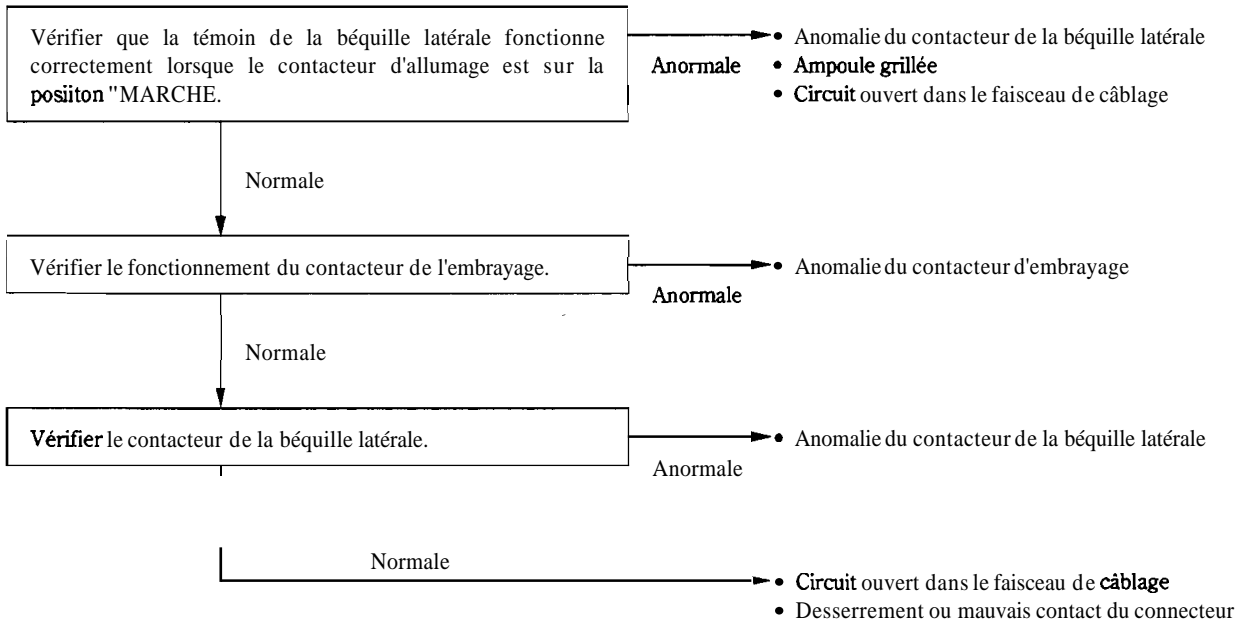 Vérifier que la témoin de la béquille latérale fonctionne
correctement lorsque le contacteur d'allumage est sur la
posiiton "MARCHE.
Anormale
• Anomalie du contacteur de la béquille latérale
• Ampoule grillée
• Circuit ouvert dans le faisceau de câblage
Normale
Vérifier le fonctionnement du contacteur de l'embrayage.
Anormale
• Anomalie du contacteur d'embrayage
Normale
Vérifier le contacteur de la béquille latérale.
Anormale
• Anomalie du contacteur de la béquille latérale
Normale
• Circuit ouvert dans le faisceau de câblage
• Desserrement ou mauvais contact du connecteur